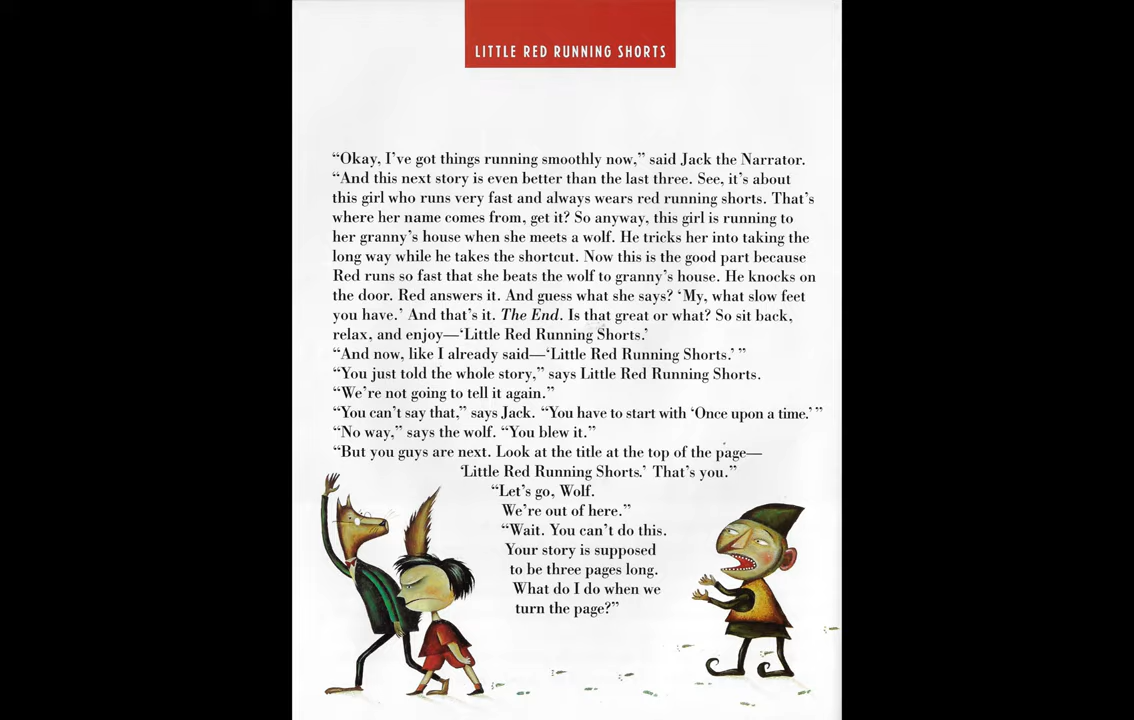 LITTLE RED RUNNING SHORTS
“Okay, I’ve got things running smoothly now,” said Jack the Narrator.
“And this next story is even better than the last three. See, it’s about
this girl who runs very fast and always wears red running shorts. That’s
where her name comes from, get it? So anyway, this girl is running to
her granny’s house when she meets a wolf. He tricks her into taking the
long way while he takes the shortcut. Now this is the good part because
Red runs so fast that she beats the wolf to granny’s house. He knocks on
the door. Red answers it. And guess what she says? ‘My, what slow feet
you have.’ And that’s it. The End. Is that great or what? So sit back,
relax, and enjoy—‘Little Red Running Shorts.’
“And now, like I already said—‘Little Red Running Shorts.’ ”
“You just told the whole story,” says Little Red Running Shorts.
“We’re not going to tell it again.”
“You can’t say that,” says Jack. “You have to start with ‘Once upon a time.’ ”
“No way,” says the wolf. “You blew it.”
“But you guys are next. Look at the title at the top of the page—
‘Little Red Running Shorts.’ That’s you.”
“Let’s go, Wolf.
We’re out of here.”
“Wait. You can’t do this.
Your story is supposed
to be three pages long.
What do I do when we
turn the page?”